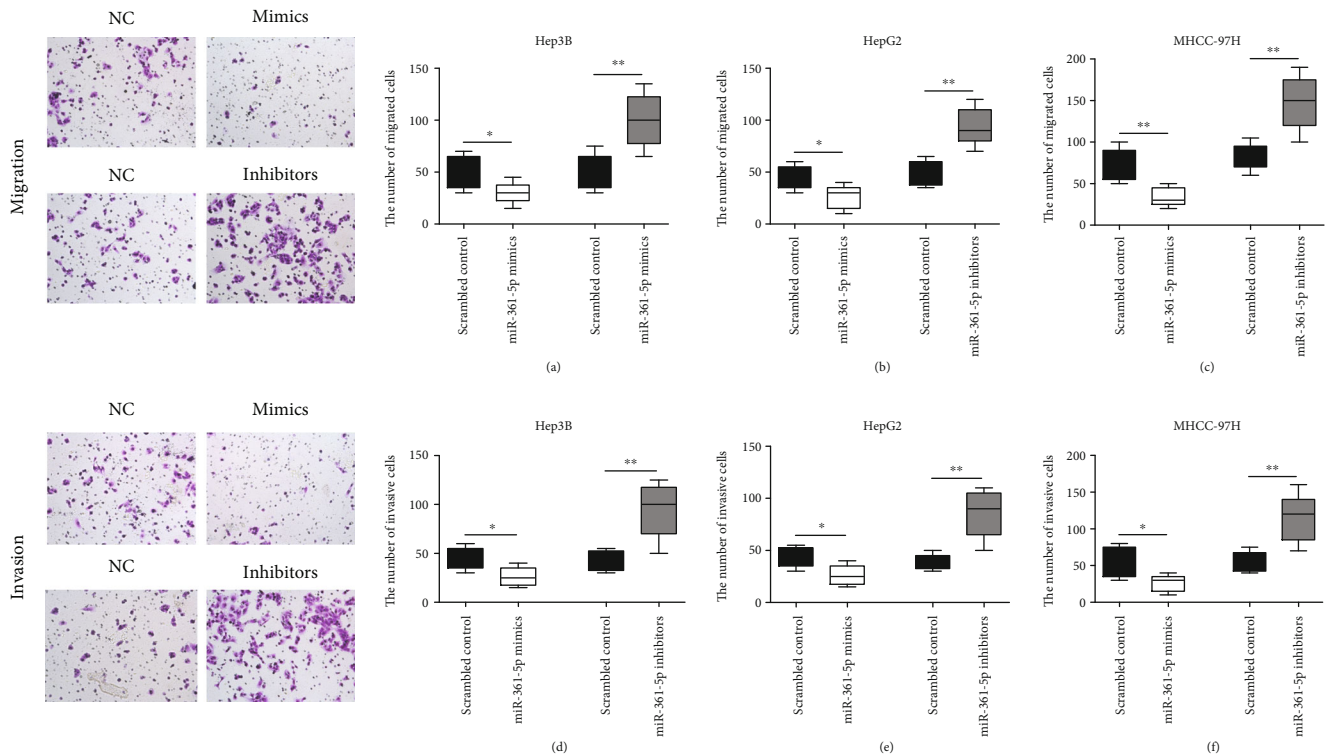 NC
Mimics
Migration
NC
Inhibitors
Hep3B
The number of migrated cells
150
100
50
0
*
**
Scrambled control
miR-361-5p mimics
Scrambled control
miR-361-5p mimics
(a)
HepG2
The number of migrated cells
150
100
50
0
*
**
Scrambled control
miR-361-5p mimics
Scrambled control
miR-361-5p inhibitors
(b)
MHCC-97H
The number of migrated cells
200
150
100
50
0
**
**
Scrambled control
miR-361-5p mimics
Scrambled control
miR-361-5p inhibitors
(c)
NC
Mimics
Invasion
NC
Inhibitors
Hep3B
The number of invasive cells
150
100
50
0
*
**
Scrambled control
miR-361-5p mimics
Scrambled control
miR-361-5p inhibitors
(d)
HepG2
The number of invasive cells
150
100
50
0
*
**
Scrambled control
miR-361-5p mimics
Scrambled control
miR-361-5p inhibitors
(e)
MHCC-97H
The number of invasive cells
200
150
100
50
0
*
**
Scrambled control
miR-361-5p mimics
Scrambled control
miR-361-5p inhibitors
(f)